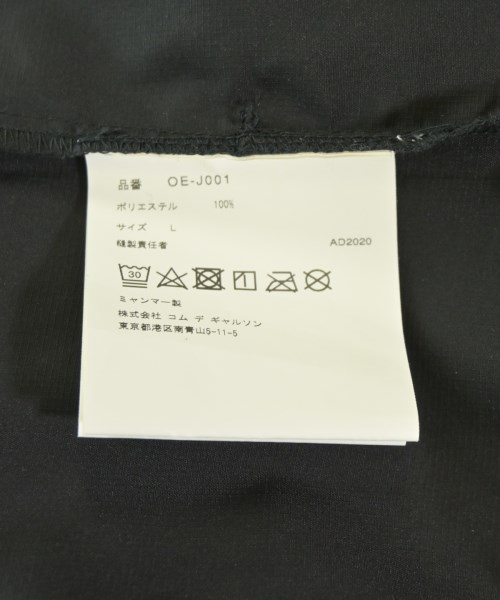 品番 OE-J001
ポリエステル 100%
サイズ L
縫製責任者 AD2020
30
ミャンマー製
株式会社 コム デ ギャルソン
東京都港区南青山5-11-5